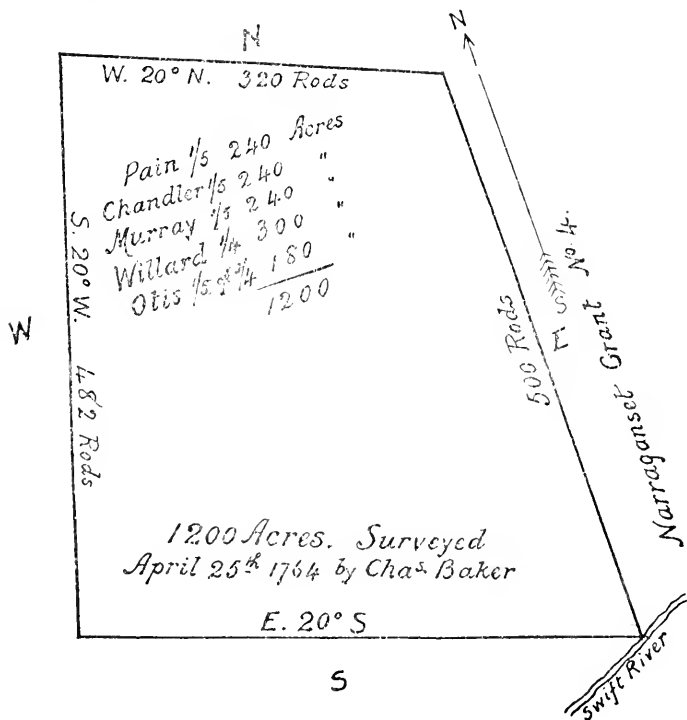 N
N
W. 20° N. 320 Rods
Pain 1/5 240 Acres
Chandler 1/5 240 "
Murray 1/5 240 "
Willard 1/4 300 "
Otis 1/5 of 3/4 180 "
1200
S. 20° W. 482 Rods
W
500 Rods
Narraganset Grant No. 4.
1200 Acres. Surveyed
April 25th 1764 by Chas. Baker
E. 20° S
S
Swift River